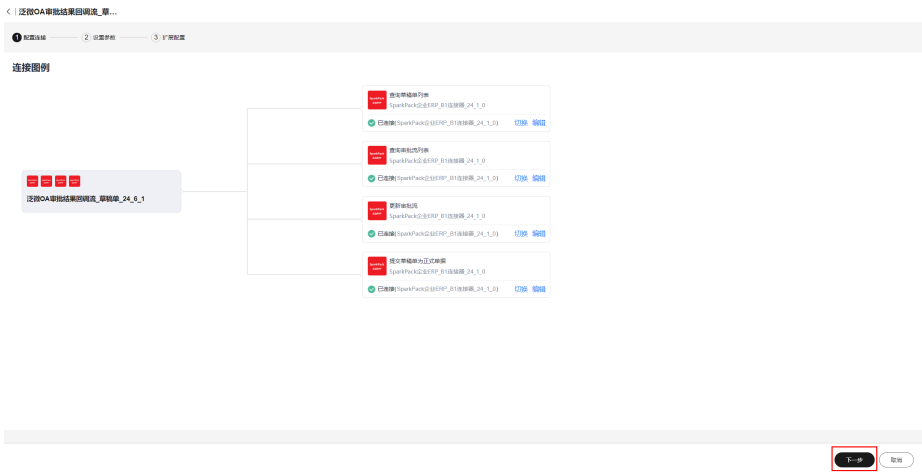 泛微OA审批结果回调流_草...
1 配置连接
2 设置参数
3 扩展配置
连接图例
泛微OA审批结果回调流_草稿单_24_6_1
查询草稿单列表
SparkPack企业ERP_B1连接器_24_1_0
已连接(SparkPack企业ERP_B1连接器_24_1_0) 切换 编辑
查询审批流列表
SparkPack企业ERP_B1连接器_24_1_0
已连接(SparkPack企业ERP_B1连接器_24_1_0) 切换 编辑
更新审批流
SparkPack企业ERP_B1连接器_24_1_0
已连接(SparkPack企业ERP_B1连接器_24_1_0) 切换 编辑
提交草稿单为正式单据
SparkPack企业ERP_B1连接器_24_1_0
已连接(SparkPack企业ERP_B1连接器_24_1_0) 切换 编辑
下一步
取消